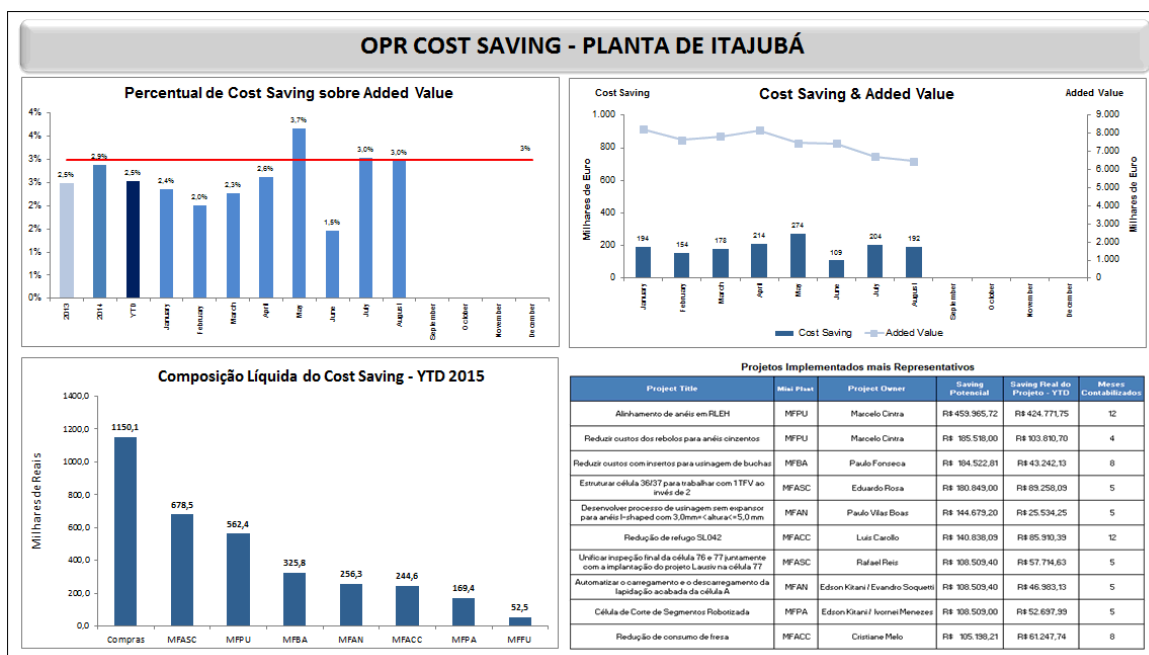 OPR COST SAVING - PLANTA DE ITAJUBÁ
Percentual de Cost Saving sobre Added Value
4%
4%
3%
3%
2%
2%
1%
1%
0%
2,5%
2,9%
2,5%
2,4%
2,0%
2,3%
2,6%
3,7%
1,5%
3,0%
3,0%
3%
2013
2014
YTD
January
February
March
April
May
June
July
August
September
October
November
December
Cost Saving
Cost Saving & Added Value
Added Value
Milhares de Euro
1.000
800
600
400
200
0
194
154
178
214
274
109
204
192
9.000
8.000
7.000
6.000
5.000
4.000
3.000
2.000
1.000
0
Milhares de Euro
January
February
March
April
May
June
July
August
September
October
November
December
Cost Saving
Added Value
Composição Líquida do Cost Saving - YTD 2015
Milhares de Reais
1400,0
1200,0
1000,0
800,0
600,0
400,0
200,0
0,0
1150,1
678,5
562,4
325,8
256,3
244,6
169,4
52,5
Compras
MFASC
MFPU
MFBA
MFAN
MFACC
MFPA
MFFU
Projetos Implementados mais Representativos
Project Title Mini Plant Project Owner Saving Potencial Saving Real do Projeto - YTD Meses Contabilizados
Alinhamento de anéis em RLEH MFPU Marcelo Cintra R$ 459.965,72 R$ 424.771,75 12
Reduzir custos dos rebolos para anéis cinzentos MFPU Marcelo Cintra R$ 185.518,00 R$ 103.810,70 4
Reduzir custos com insertos para usinagem de buchas MFBA Paulo Fonseca R$ 184.522,81 R$ 43.242,13 8
Estruturar célula 36/37 para trabalhar com 1 TFV ao
invés de 2 MFASC Eduardo Rosa R$ 180.849,00 R$ 89.258,09 5
Desenvolver processo de usinagem sem expansor
para anéis I-shaped com 3,0mm=<altura<=5,0 mm MFAN Paulo Vilas Boas R$ 144.679,20 R$ 25.534,25 5
Redução de refugo SL042 MFACC Luis Carollo R$ 140.838,09 R$ 85.910,39 12
Unificar inspeção final da célula 76 e 77 juntamente
com a implantação do projeto Lausiv na célula 77 MFASC Rafael Reis R$ 108.509,40 R$ 57.714,63 5
Automatizar o carregamento e o descarregamento da
lapidação acabada da célula A MFAN Edson Kitani / Evandro Soquetti R$ 108.509,40 R$ 46.983,13 5
Célula de Corte de Segmentos Robotizada MFPA Edson Kitani / Ivornei Menezes R$ 108.509,00 R$ 52.697,99 5
Redução de consumo de fresa MFACC Cristiane Melo R$ 105.198,21 R$ 61.247,74 8